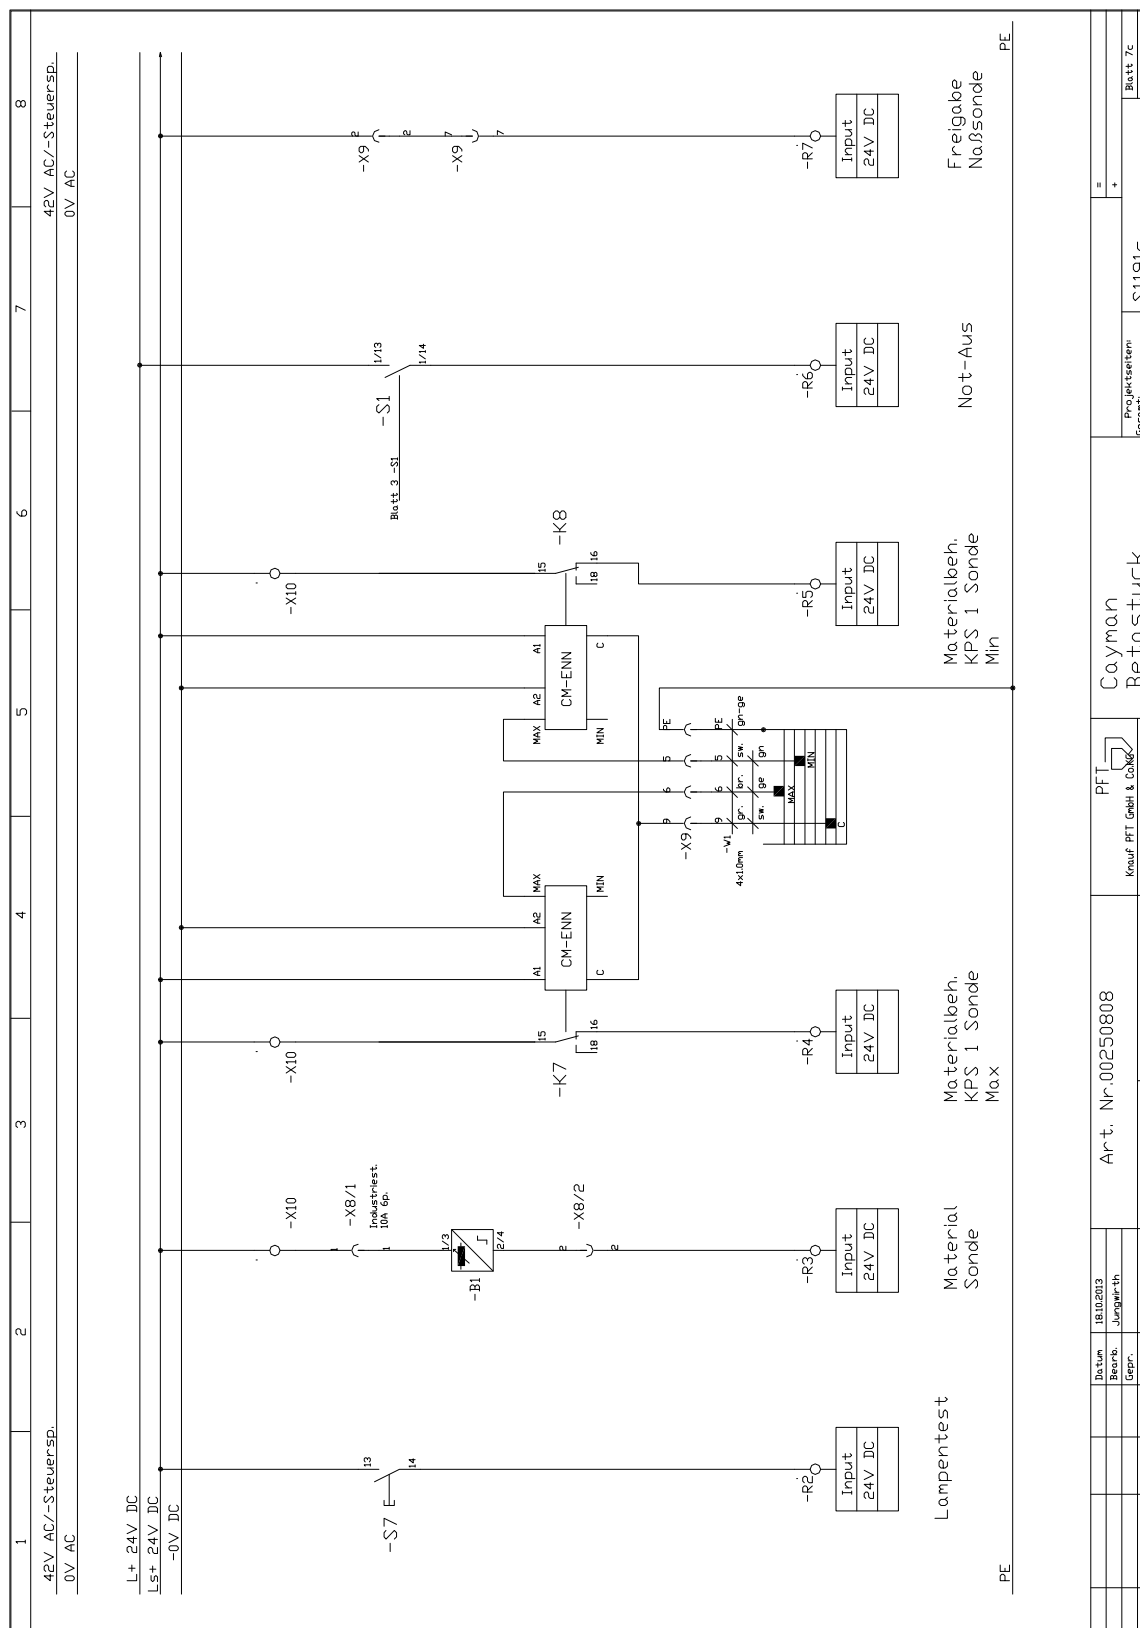 1
2
3
4
5
6
7
8
42V AC/-Steuersp.
42V AC/-Steuersp.
0V AC
0V AC
L+ 24V DC
Ls+ 24V DC
-0V DC
-S7
13
14
-R2
Input
24V DC
Lampentest
-X10
-X8/1
Industriest.
10A 6p.
1
1
1/3
2/4
-B1
-X8/2
2
2
-R3
Input
24V DC
Material
Sonde
-X10
-K7
15
16
18
-R4
Input
24V DC
Materialbeh.
KPS 1 Sonde
Max
A1
A2
MAX
CM-ENN
C
MIN
MAX
A2
A1
CM-ENN
MIN
C
-X9
9
6
5
PE
9
6
5
PE
-W1
4x1.0mm
gr.
br.
sw.
gn-ge
sw.
ge
gn
C
MAX
MIN
-X10
-K8
15
16
18
-R5
Input
24V DC
Materialbeh.
KPS 1 Sonde
Min
Blatt 3 -S1
-S1
1/13
1/14
-R6
Input
24V DC
Not-Aus
-X9
2
2
-X9
7
7
-R7
Input
24V DC
Freigabe
Naßsonde
PE
PE
Datum
18.10.2013
Bearb.
Jungwirth
Gepr.
Art. Nr.00250808
PFT
Knauf PFT GmbH & Co.KG
Cayman
Betostuck
Projektseiten:
=
+
Blatt 7c